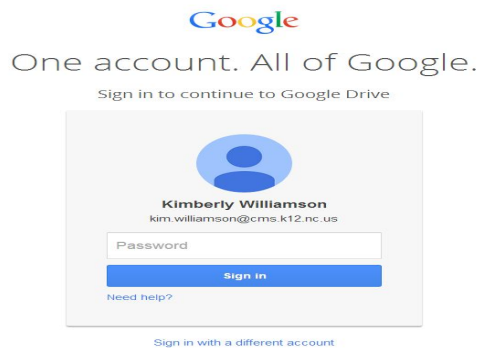 Google
One account. All of Google.
Sign in to continue to Google Drive
Kimberly Williamson
kim.williamson@cms.k12.nc.us
Password
Sign in
Need help?
Sign in with a different account